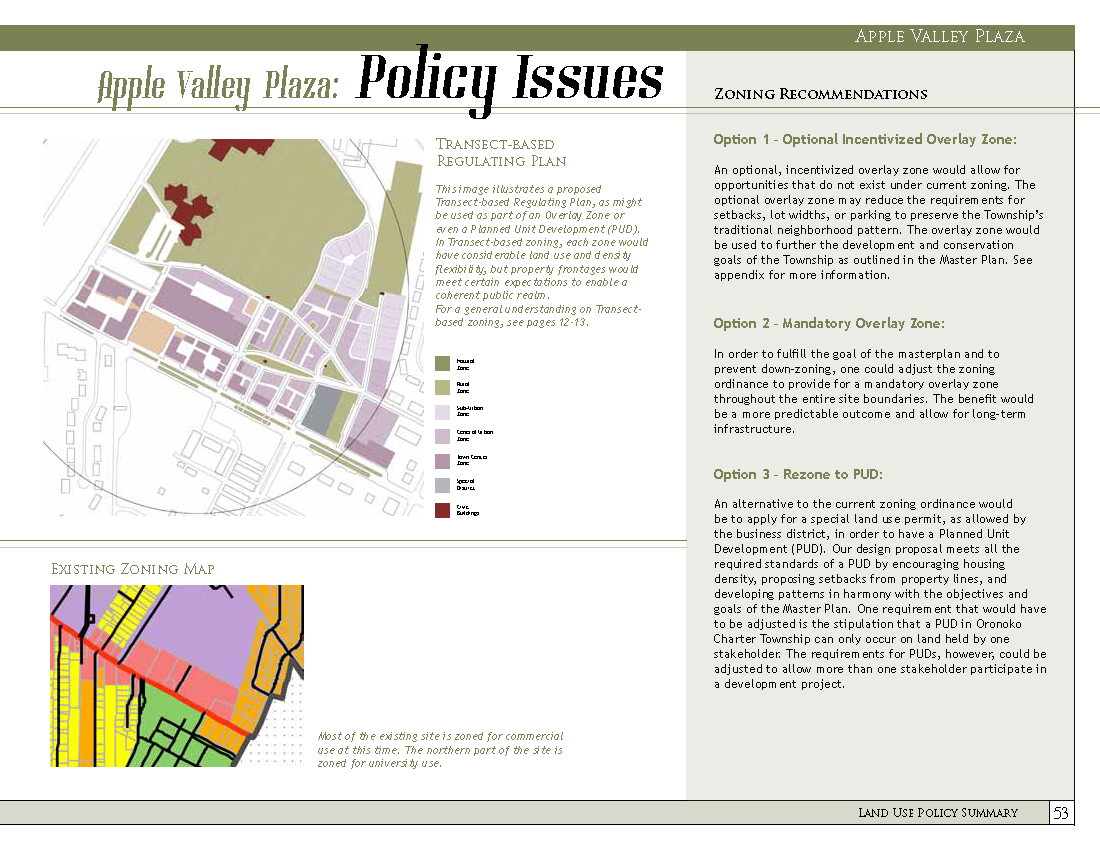 APPLE VALLEY PLAZA
Apple Valley Plaza: Policy Issues
TRANSECT-BASED
REGULATING PLAN
This image illustrates a proposed
Transect-based Regulating Plan, as might
be used as part of an Overlay Zone or
even a Planned Unit Development (PUD).
In Transect-based zoning, each zone would
have considerable land use and density
flexibility, but property frontages would
meet certain expectations to enable a
coherent public realm.
For a general understanding on Transect-
based zoning, see pages 12-13.
Natural
Zone
Rural
Zone
Sub-Urban
Zone
General Urban
Zone
Town Center
Zone
Special
District
Civic
Buildings
EXISTING ZONING MAP
Most of the existing site is zoned for commercial
use at this time. The northern part of the site is
zoned for university use.
ZONING RECOMMENDATIONS
Option 1 - Optional Incentivized Overlay Zone:
An optional, incentivized overlay zone would allow for
opportunities that do not exist under current zoning. The
optional overlay zone may reduce the requirements for
setbacks, lot widths, or parking to preserve the Township's
traditional neighborhood pattern. The overlay zone would
be used to further the development and conservation
goals of the Township as outlined in the Master Plan. See
appendix for more information.
Option 2 - Mandatory Overlay Zone:
In order to fulfill the goal of the masterplan and to
prevent down-zoning, one could adjust the zoning
ordinance to provide for a mandatory overlay zone
throughout the entire site boundaries. The benefit would
be a more predictable outcome and allow for long-term
infrastructure.
Option 3 - Rezone to PUD:
An alternative to the current zoning ordinance would
be to apply for a special land use permit, as allowed by
the business district, in order to have a Planned Unit
Development (PUD). Our design proposal meets all the
required standards of a PUD by encouraging housing
density, proposing setbacks from property lines, and
developing patterns in harmony with the objectives and
goals of the Master Plan. One requirement that would have
to be adjusted is the stipulation that a PUD in Oronoko
Charter Township can only occur on land held by one
stakeholder. The requirements for PUDs, however, could be
adjusted to allow more than one stakeholder participate in
a development project.
LAND USE POLICY SUMMARY 53